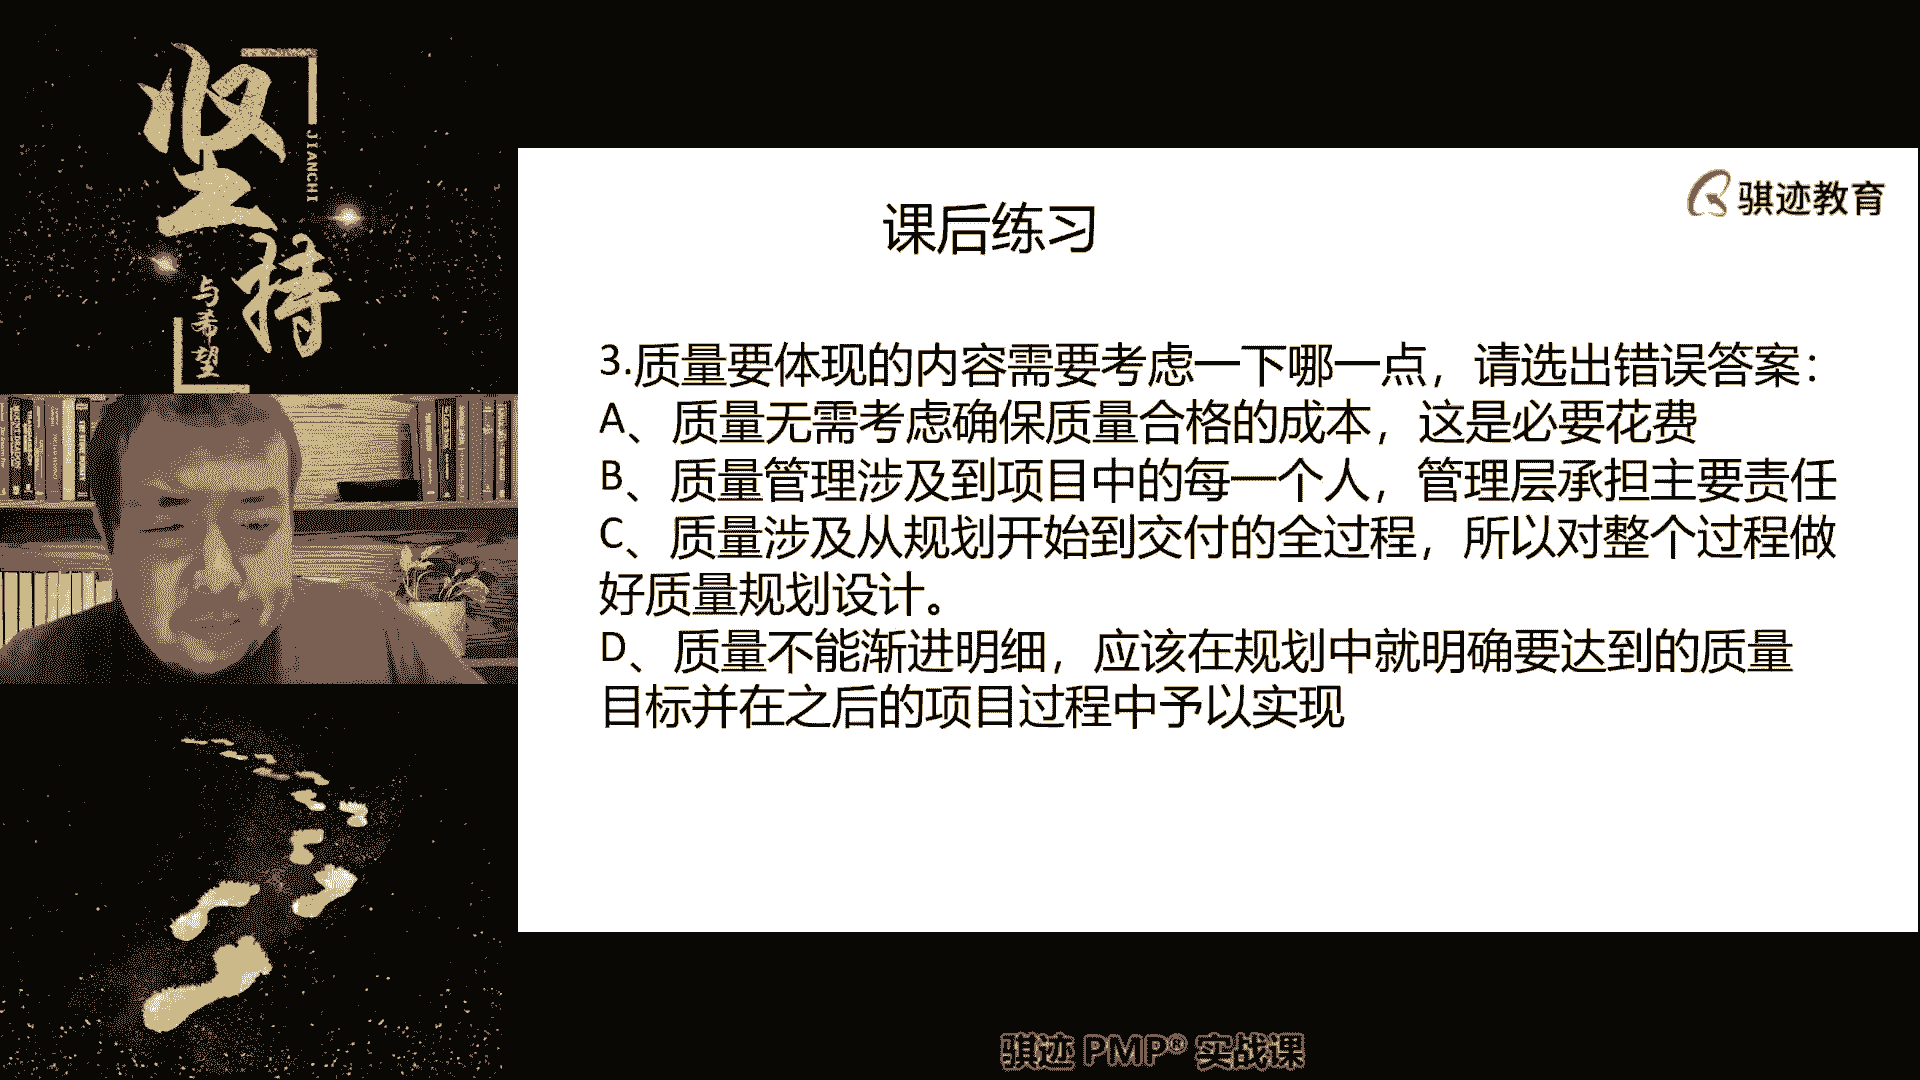 坚持
JIANCHI
与希望
骐迹教育
课后练习
3.质量要体现的内容需要考虑一下哪一点，请选出错误答案：
A、质量无需考虑确保质量合格的成本，这是必要花费
B、质量管理涉及到项目中的每一个人，管理层承担主要责任
C、质量涉及从规划开始到交付的全过程，所以对整个过程做
好质量规划设计。
D、质量不能渐进明细，应该在规划中就明确要达到的质量
目标并在之后的项目过程中予以实现
骐迹 PMP® 实战课